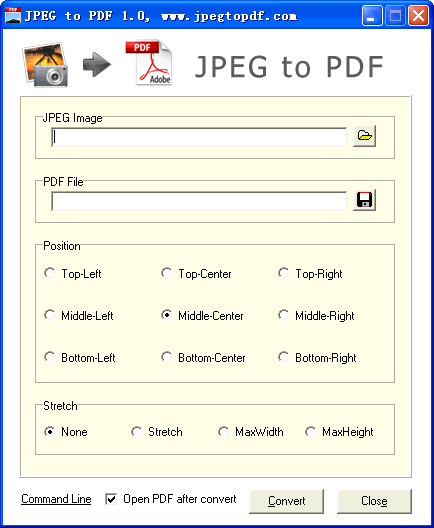 JPEG to PDF 1.0, www.jpegtopdf.com
PDF
Adobe
JPEG to PDF
JPEG Image
PDF File
Position
Top-Left Top-Center Top-Right
Middle-Left Middle-Center Middle-Right
Bottom-Left Bottom-Center Bottom-Right
Stretch
None Stretch MaxWidth MaxHeight
Command Line Open PDF after convert Convert Close